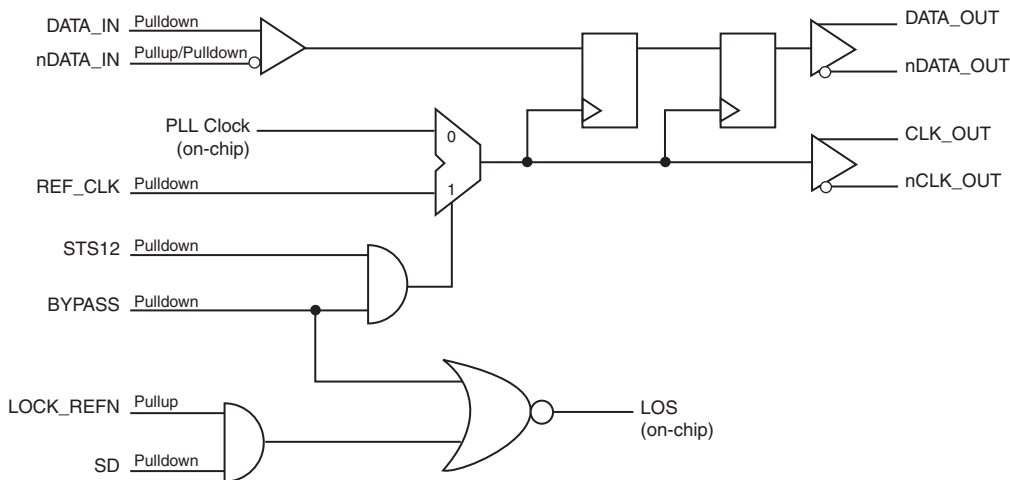 DATA_IN Pulldown
nDATA_IN Pullup/Pulldown
DATA_OUT
nDATA_OUT
PLL Clock
(on-chip)
0
CLK_OUT
REF_CLK Pulldown
1
nCLK_OUT
STS12 Pulldown
BYPASS Pulldown
LOCK_REFN Pullup
LOS
(on-chip)
SD Pulldown